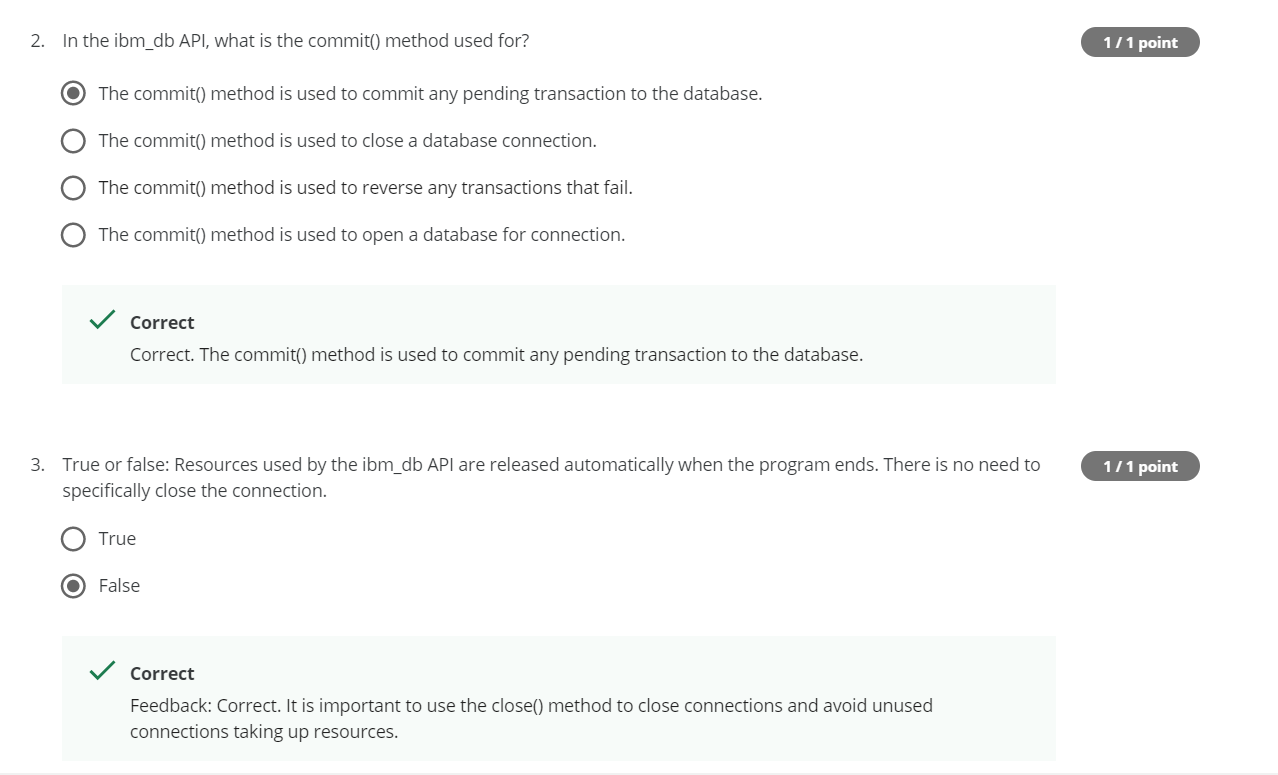 2. In the ibm_db API, what is the commit() method used for?
1 / 1 point
The commit() method is used to commit any pending transaction to the database.
The commit() method is used to close a database connection.
The commit() method is used to reverse any transactions that fail.
The commit() method is used to open a database for connection.
Correct
Correct. The commit() method is used to commit any pending transaction to the database.
3. True or false: Resources used by the ibm_db API are released automatically when the program ends. There is no need to
specifically close the connection.
1 / 1 point
True
False
Correct
Feedback: Correct. It is important to use the close() method to close connections and avoid unused
connections taking up resources.